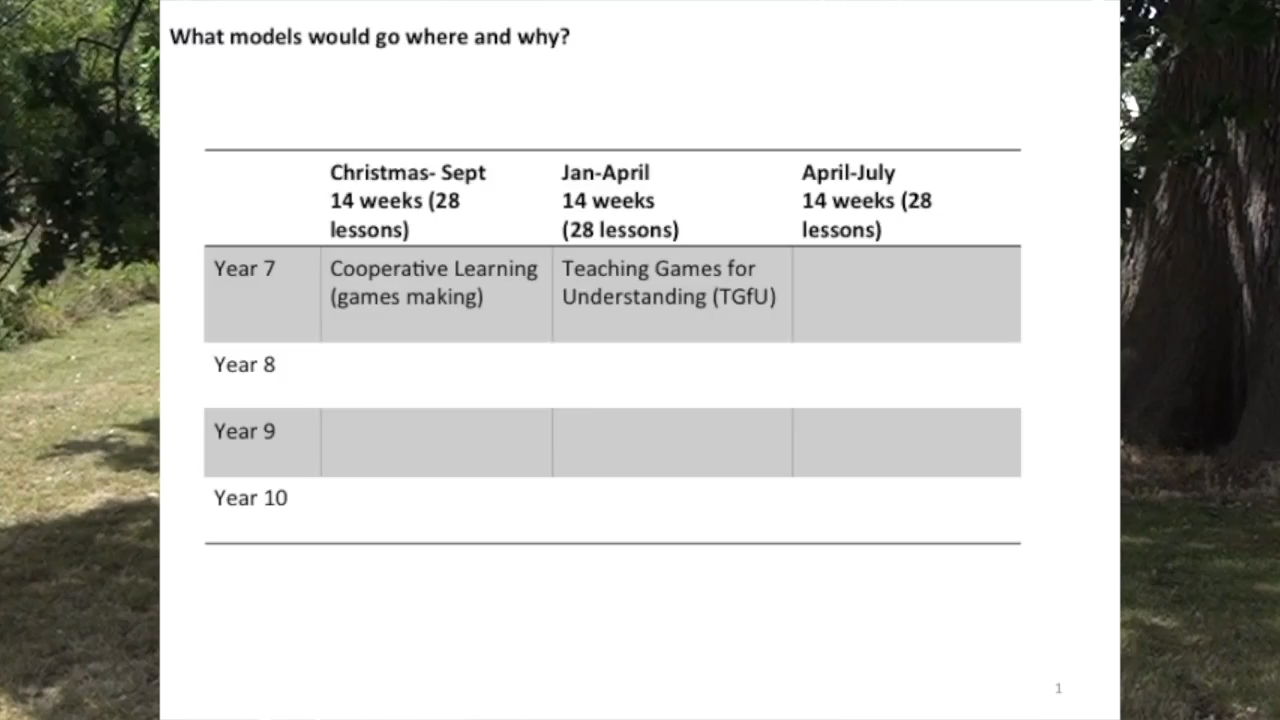 What models would go where and why?
Christmas- Sept
14 weeks (28
lessons)
Jan-April
14 weeks
(28 lessons)
April-July
14 weeks (28
lessons)
Year 7
Cooperative Learning
(games making)
Teaching Games for
Understanding (TGfU)
Year 8
Year 9
Year 10
1